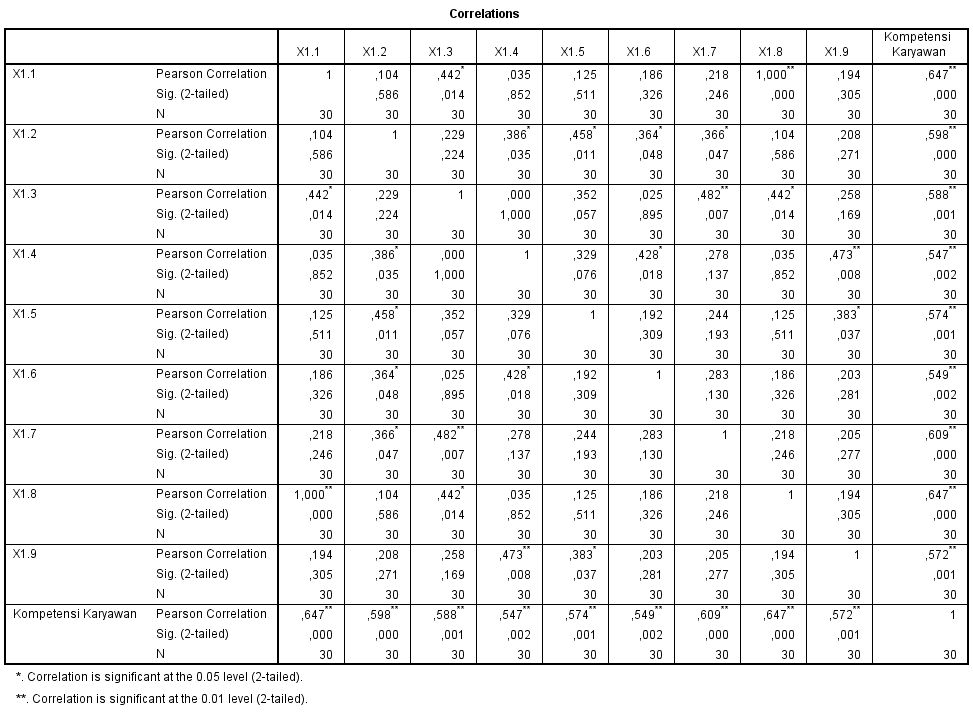 Correlations
X1.1 X1.2 X1.3 X1.4 X1.5 X1.6 X1.7 X1.8 X1.9 Kompetensi Karyawan
X1.1 Pearson Correlation 1 ,104 ,442* ,035 ,125 ,186 ,218 1,000** ,194 ,647**
Sig. (2-tailed) ,586 ,014 ,852 ,511 ,326 ,246 ,000 ,305 ,000
N 30 30 30 30 30 30 30 30 30 30
X1.2 Pearson Correlation ,104 1 ,229 ,386* ,458* ,364* ,366* ,104 ,208 ,598**
Sig. (2-tailed) ,586 ,224 ,035 ,011 ,048 ,047 ,586 ,271 ,000
N 30 30 30 30 30 30 30 30 30 30
X1.3 Pearson Correlation ,442* ,229 1 ,000 ,352 ,025 ,482** ,442* ,258 ,588**
Sig. (2-tailed) ,014 ,224 1,000 ,057 ,895 ,007 ,014 ,169 ,001
N 30 30 30 30 30 30 30 30 30 30
X1.4 Pearson Correlation ,035 ,386* ,000 1 ,329 ,428* ,278 ,035 ,473** ,547**
Sig. (2-tailed) ,852 ,035 1,000 ,076 ,018 ,137 ,852 ,008 ,002
N 30 30 30 30 30 30 30 30 30 30
X1.5 Pearson Correlation ,125 ,458* ,352 ,329 1 ,192 ,244 ,125 ,383* ,574**
Sig. (2-tailed) ,511 ,011 ,057 ,076 ,309 ,193 ,511 ,037 ,001
N 30 30 30 30 30 30 30 30 30 30
X1.6 Pearson Correlation ,186 ,364* ,025 ,428* ,192 1 ,283 ,186 ,203 ,549**
Sig. (2-tailed) ,326 ,048 ,895 ,018 ,309 ,130 ,326 ,281 ,002
N 30 30 30 30 30 30 30 30 30 30
X1.7 Pearson Correlation ,218 ,366* ,482** ,278 ,244 ,283 1 ,218 ,205 ,609**
Sig. (2-tailed) ,246 ,047 ,007 ,137 ,193 ,130 ,246 ,277 ,000
N 30 30 30 30 30 30 30 30 30 30
X1.8 Pearson Correlation 1,000** ,104 ,442* ,035 ,125 ,186 ,218 1 ,194 ,647**
Sig. (2-tailed) ,000 ,586 ,014 ,852 ,511 ,326 ,246 ,305 ,000
N 30 30 30 30 30 30 30 30 30 30
X1.9 Pearson Correlation ,194 ,208 ,258 ,473** ,383* ,203 ,205 ,194 1 ,572**
Sig. (2-tailed) ,305 ,271 ,169 ,008 ,037 ,281 ,277 ,305 ,001
N 30 30 30 30 30 30 30 30 30 30
Kompetensi Karyawan Pearson Correlation ,647** ,598** ,588** ,547** ,574** ,549** ,609** ,647** ,572** 1
Sig. (2-tailed) ,000 ,000 ,001 ,002 ,001 ,002 ,000 ,000 ,001
N 30 30 30 30 30 30 30 30 30 30
*. Correlation is significant at the 0.05 level (2-tailed).
**. Correlation is significant at the 0.01 level (2-tailed).